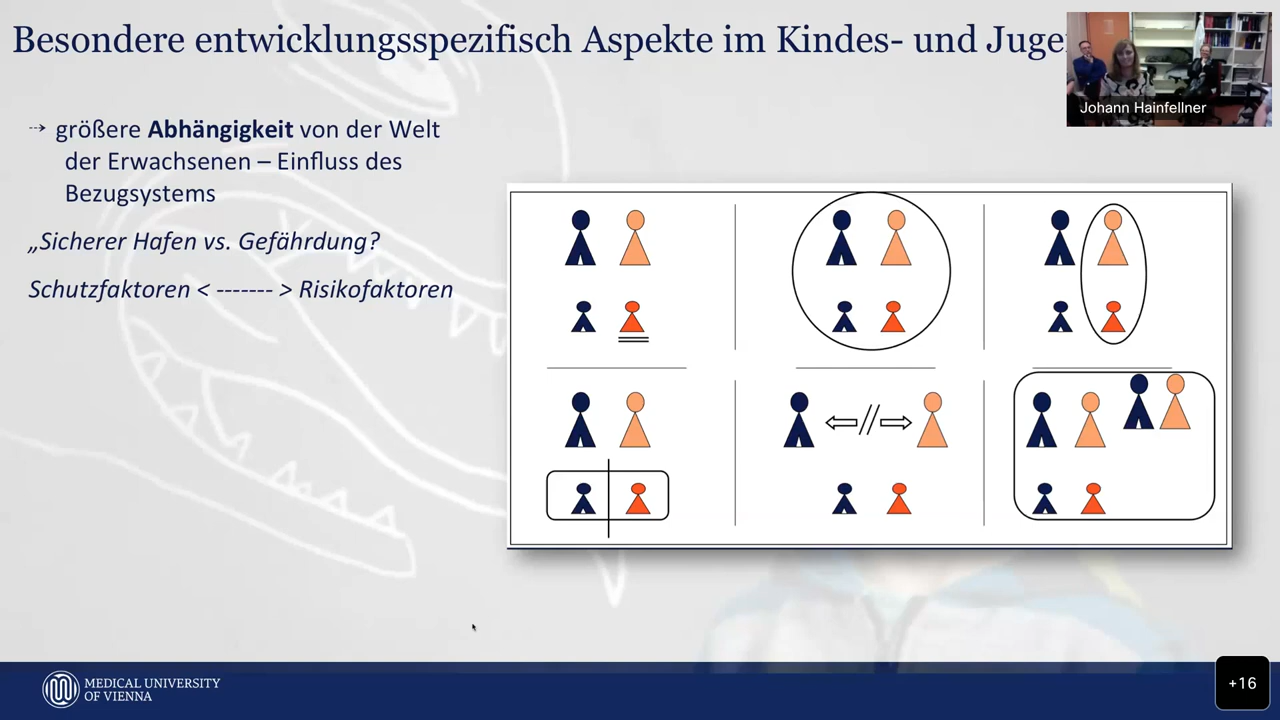 Besondere entwicklungsspezifisch Aspekte im Kindes- und Juge
Johann Hainfellner
größere Abhängigkeit von der Welt
der Erwachsenen – Einfluss des
Bezugsystems
„Sicherer Hafen vs. Gefährdung?
Schutzfaktoren < ------- > Risikofaktoren
MEDICAL UNIVERSITY
OF VIENNA
+16